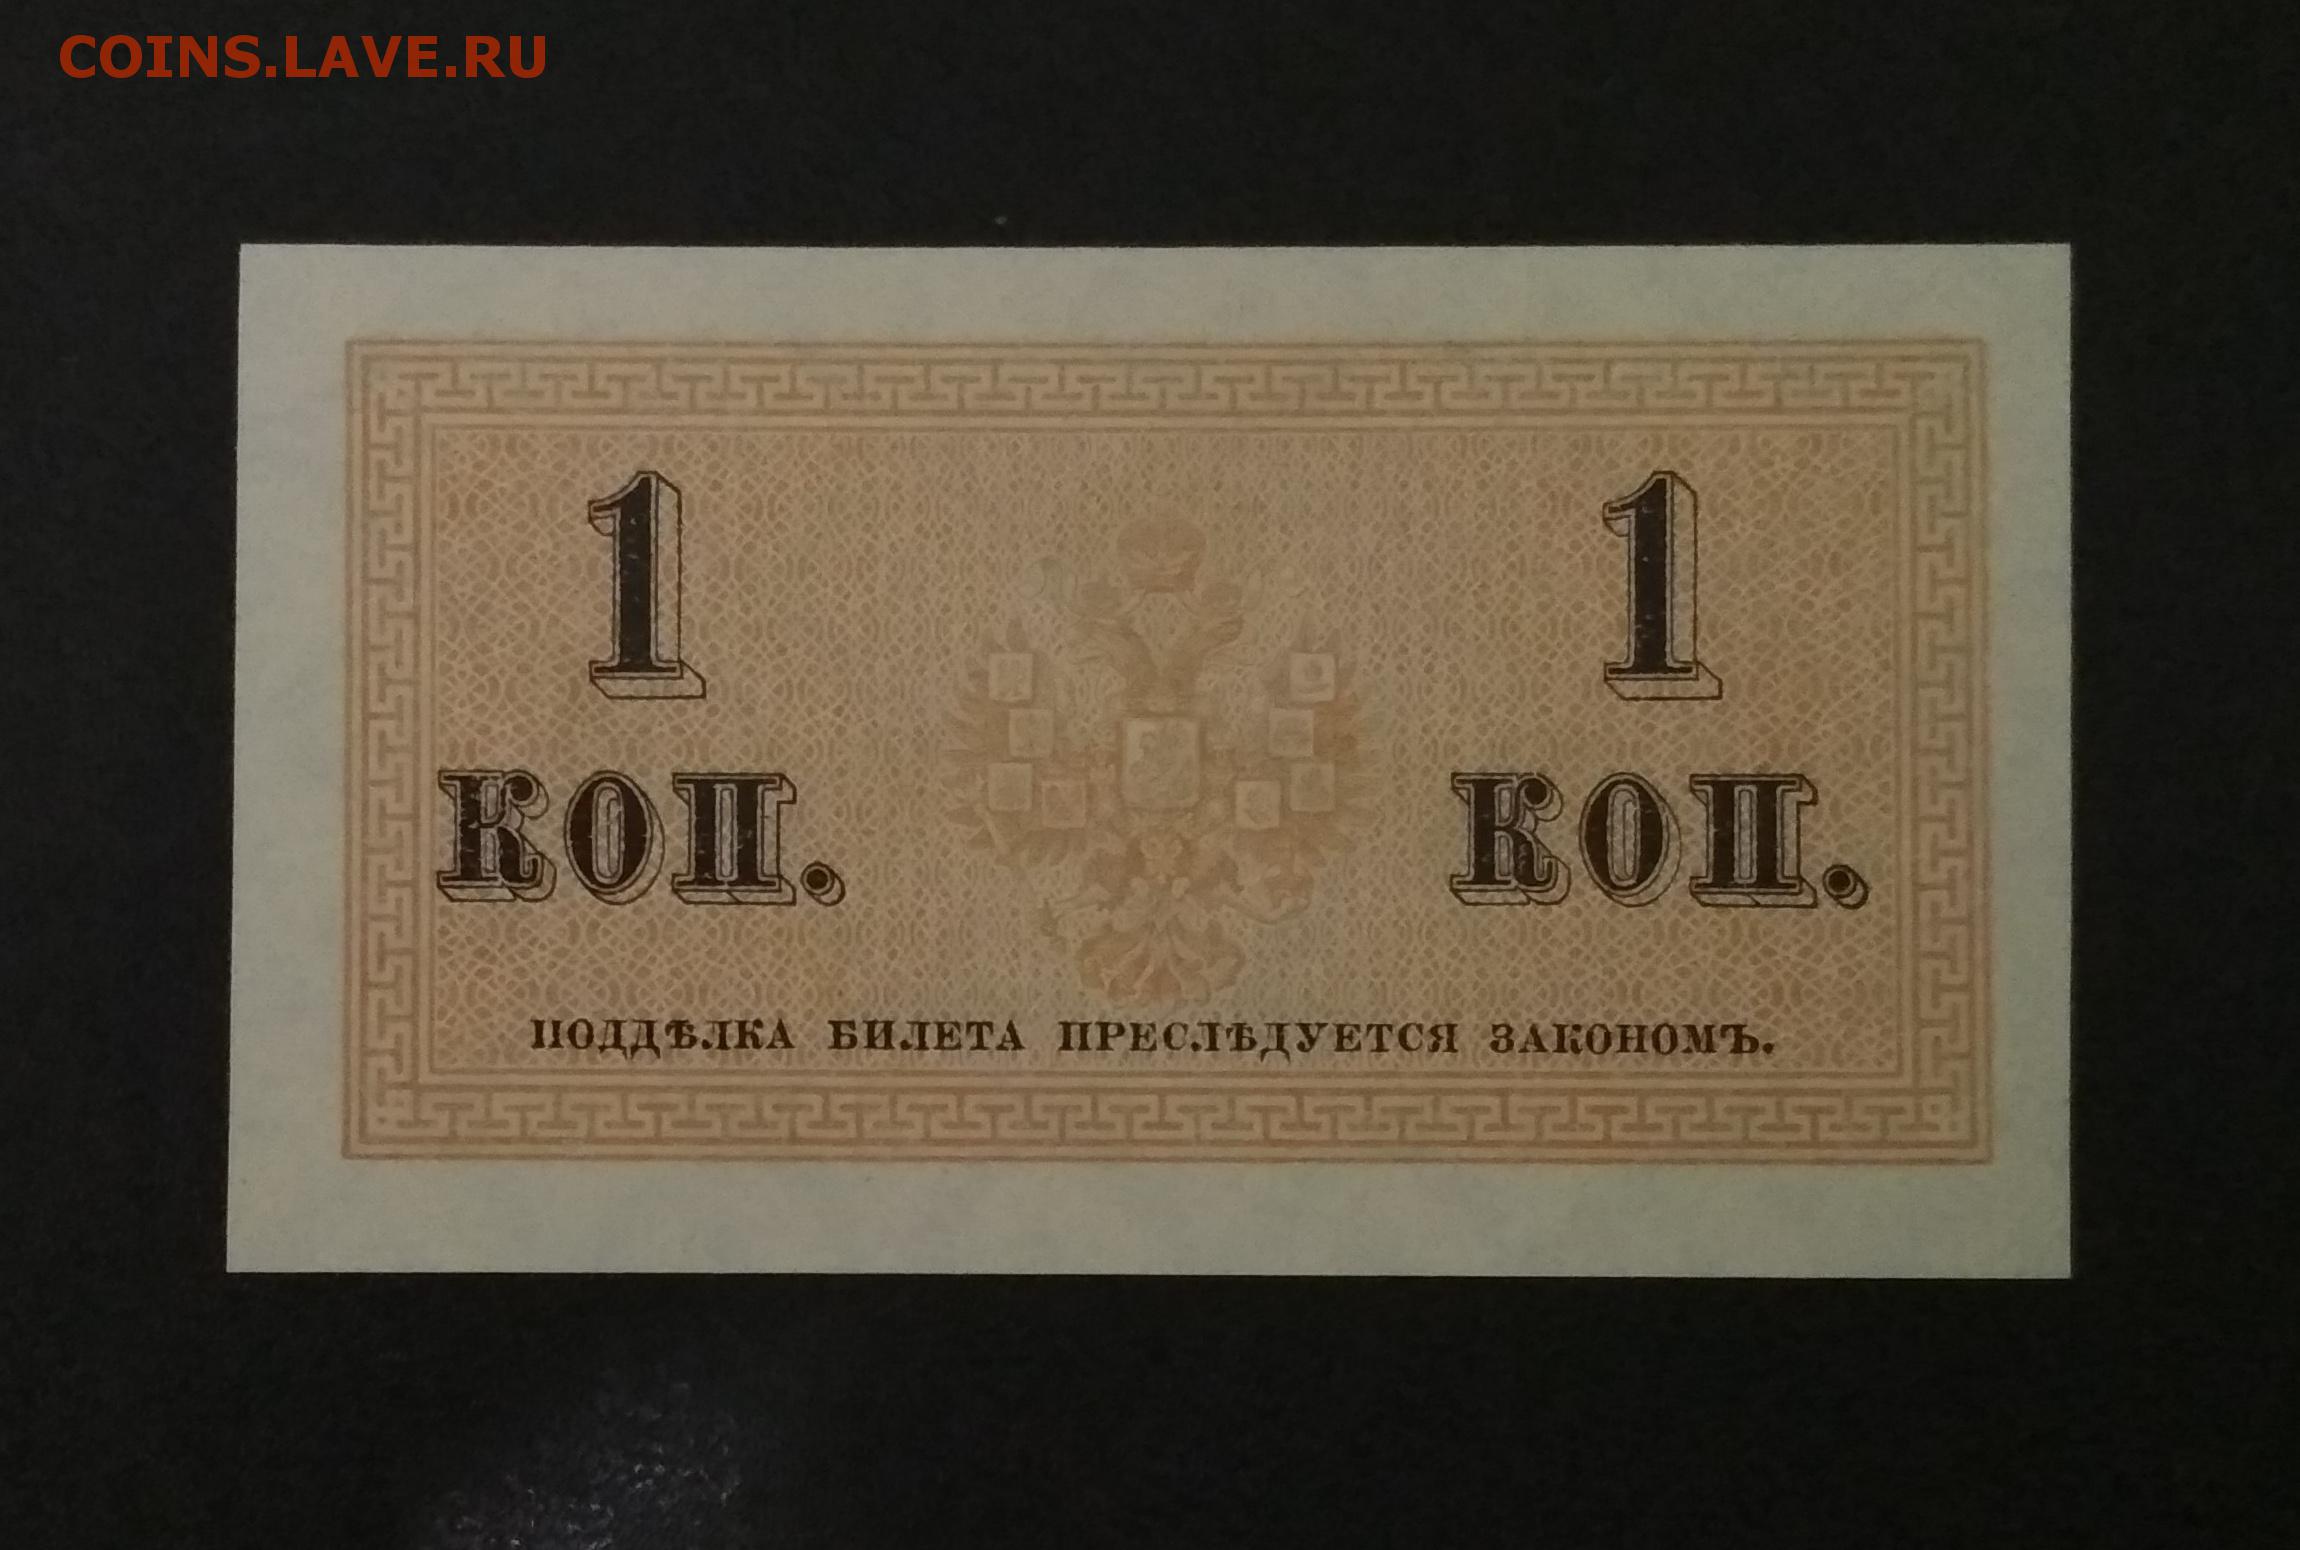 COINS.LAVE.RU
1 1
КОП. КОП.
ПОДДѢЛКА БИЛЕТА ПРЕСЛѢДУЕТСЯ ЗАКОНОМЪ.